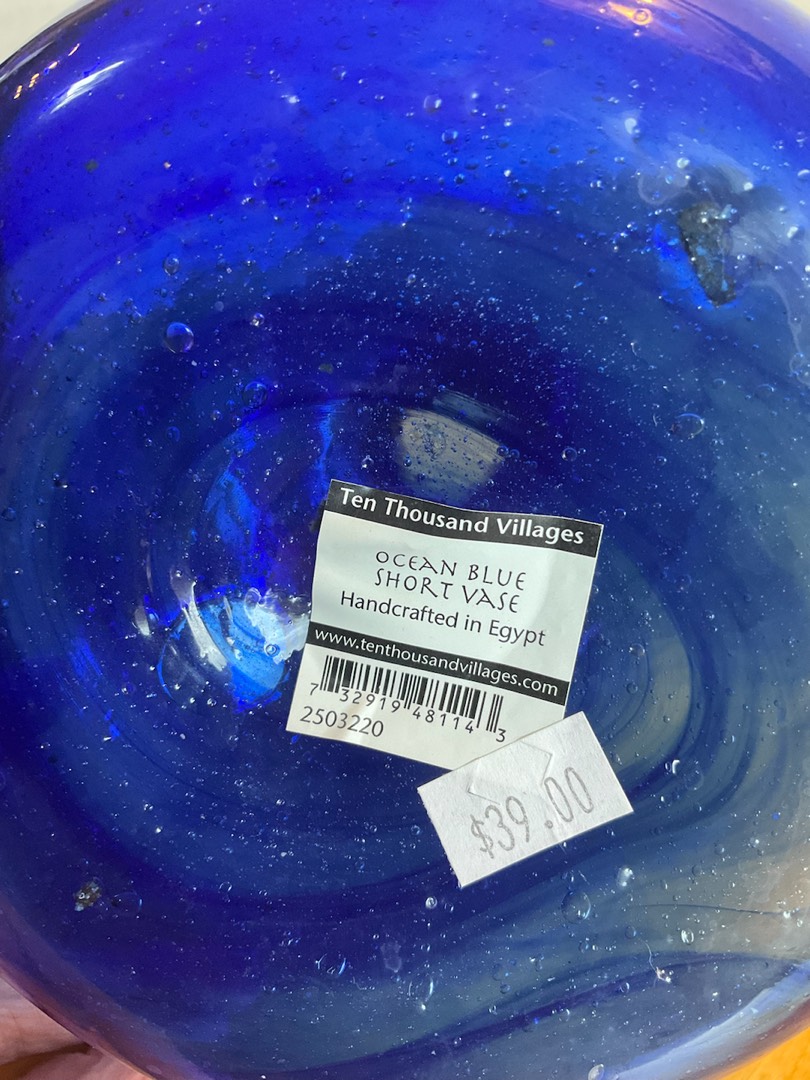 Ten Thousand Villages
OCEAN BLUE
SHORT VASE
Handcrafted in Egypt
www.tenthousandvillages.com
7 32919 48114 3
2503220
$39.00